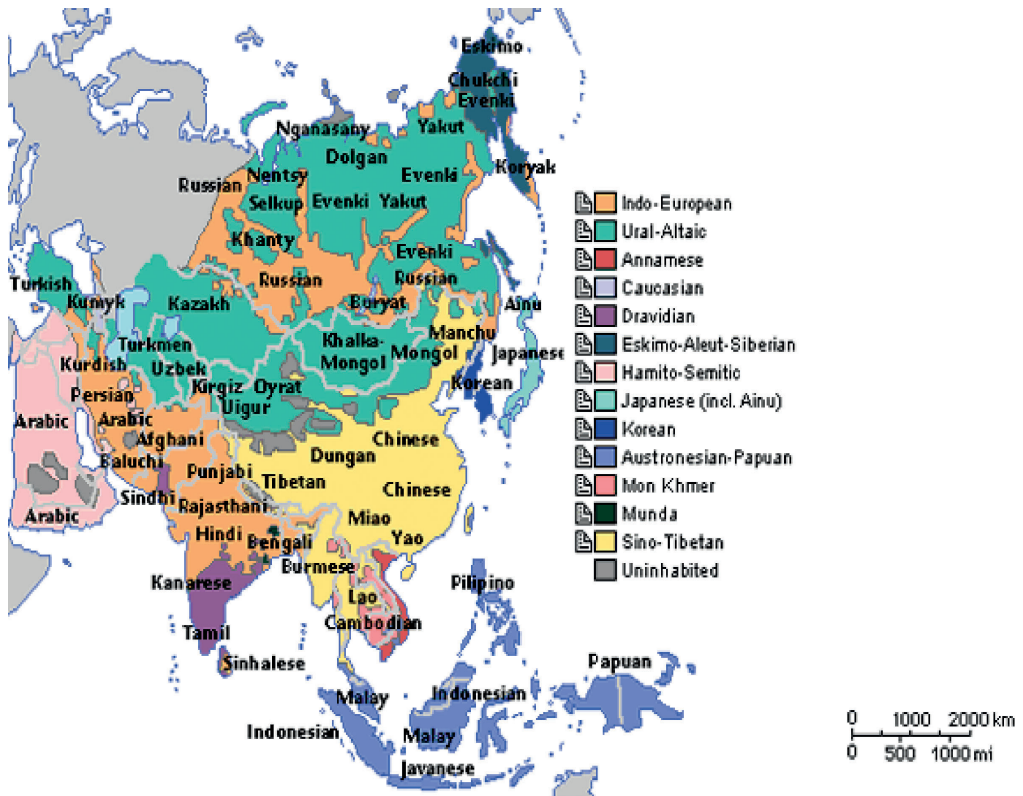 Eskimo
Chukchi
Evenki
Nganasany
Yakut
Dolgan
Koryak
Russian
Nentsy
Evenki
Selkup
Evenki
Yakut
Khanty
Evenki
Russian
Russian
Turkish
Kumyk
Kazakh
Buryat
Ainu
Manchu
Khalka-
Mongol
Mongol
Japanese
Turkmen
Kurdish
Uzbek
Kirgiz
Oyrat
Korean
Persian
Uigur
Arabic
Arabic
Afghani
Chinese
Dungan
Baluchi
Punjabi
Tibetan
Chinese
Sindhi
Rajasthani
Arabic
Miao
Hindi
Bengali
Yao
Burmese
Kanarese
Pilipino
Lao
Cambodian
Tamil
Sinhalese
Papuan
Malay
Indonesian
Indonesian
Malay
Javanese
Indo-European
Ural-Altaic
Annamese
Caucasian
Dravidian
Eskimo-Aleut-Siberian
Hamito-Semitic
Japanese (incl. Ainu)
Korean
Austronesian-Papuan
Mon Khmer
Munda
Sino-Tibetan
Uninhabited
0 1000 2000 km
0 500 1000 mi